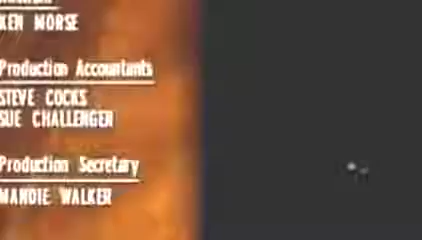 KEN MORSE
Production Accountants
STEVE COCKS
SUE CHALLENGER
Production Secretary
MANDIE WALKER